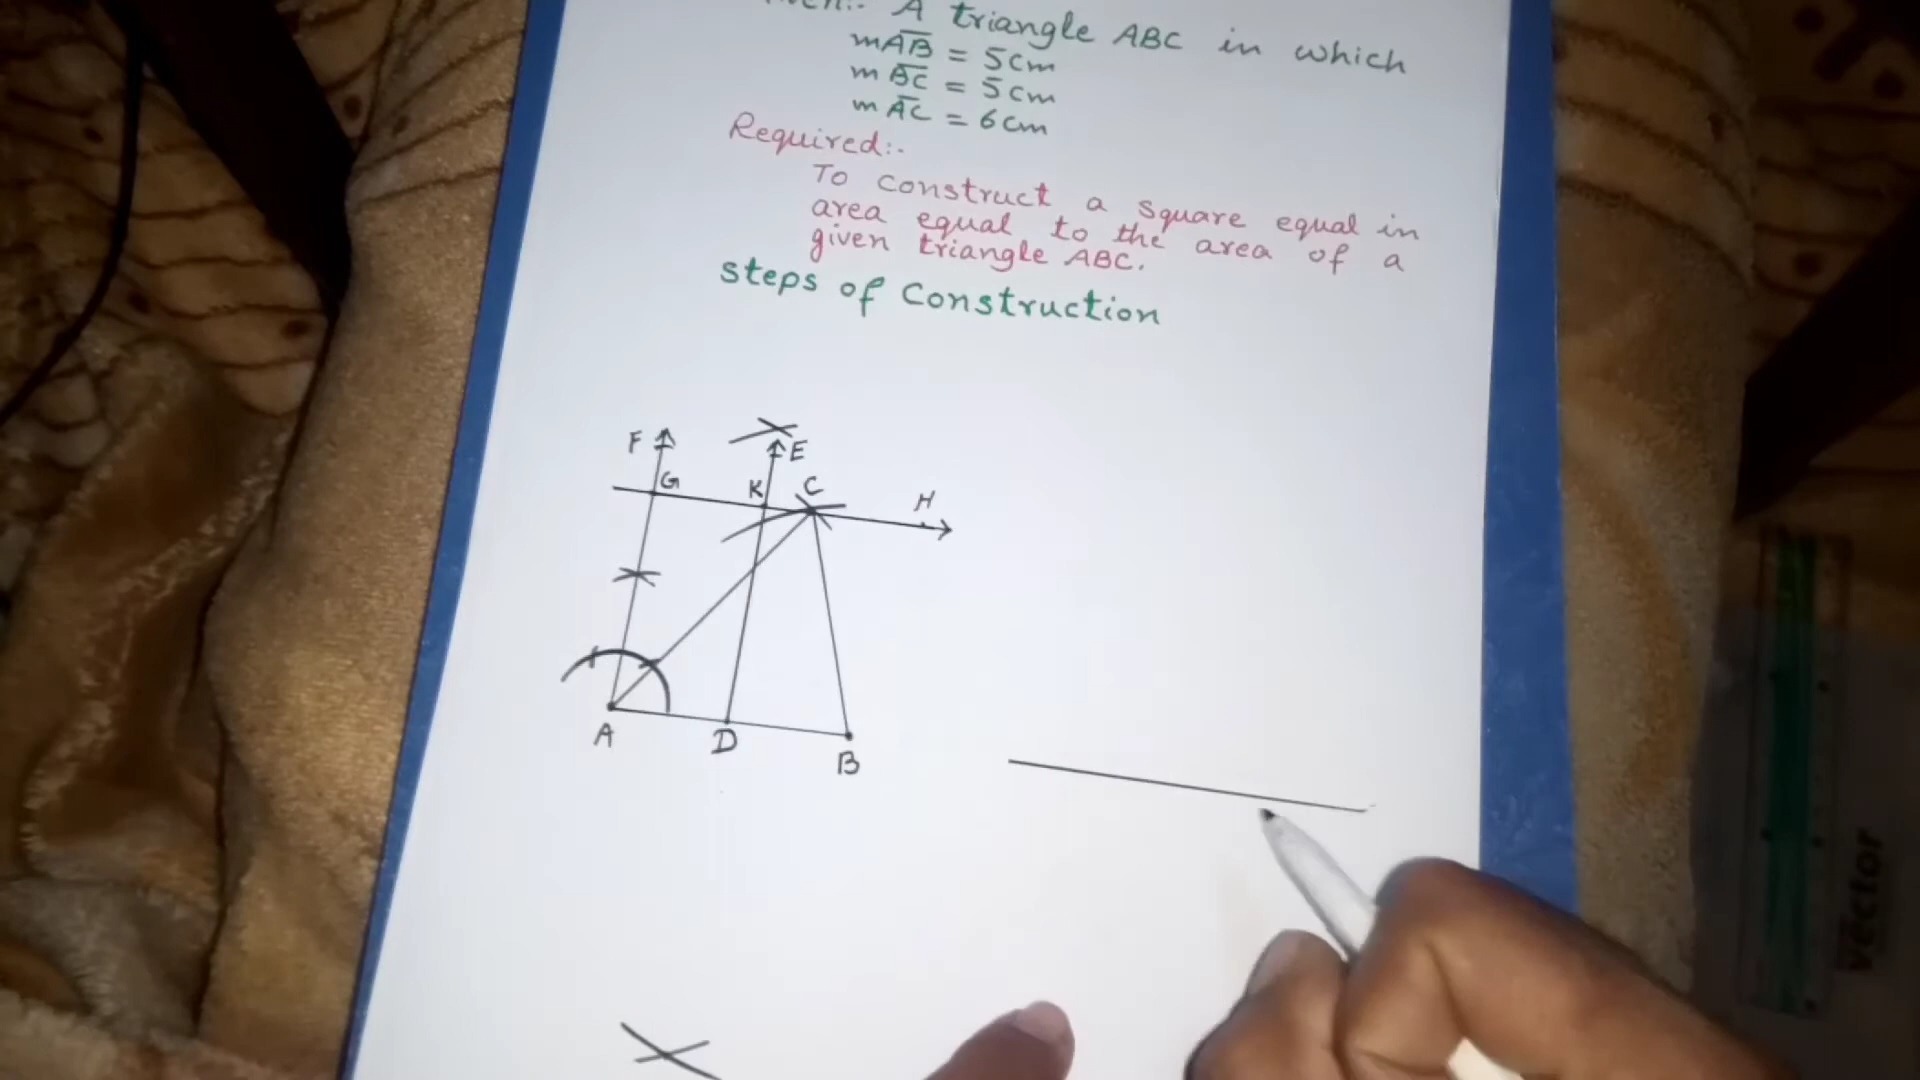 A triangle ABC in which
mAB = 5cm
mBC = 5cm
mAC = 6cm
Required:-
To construct a square equal in
area equal to the area of a
given triangle ABC.
steps of Construction
F
E
G
K
C
H
A
D
B
vector